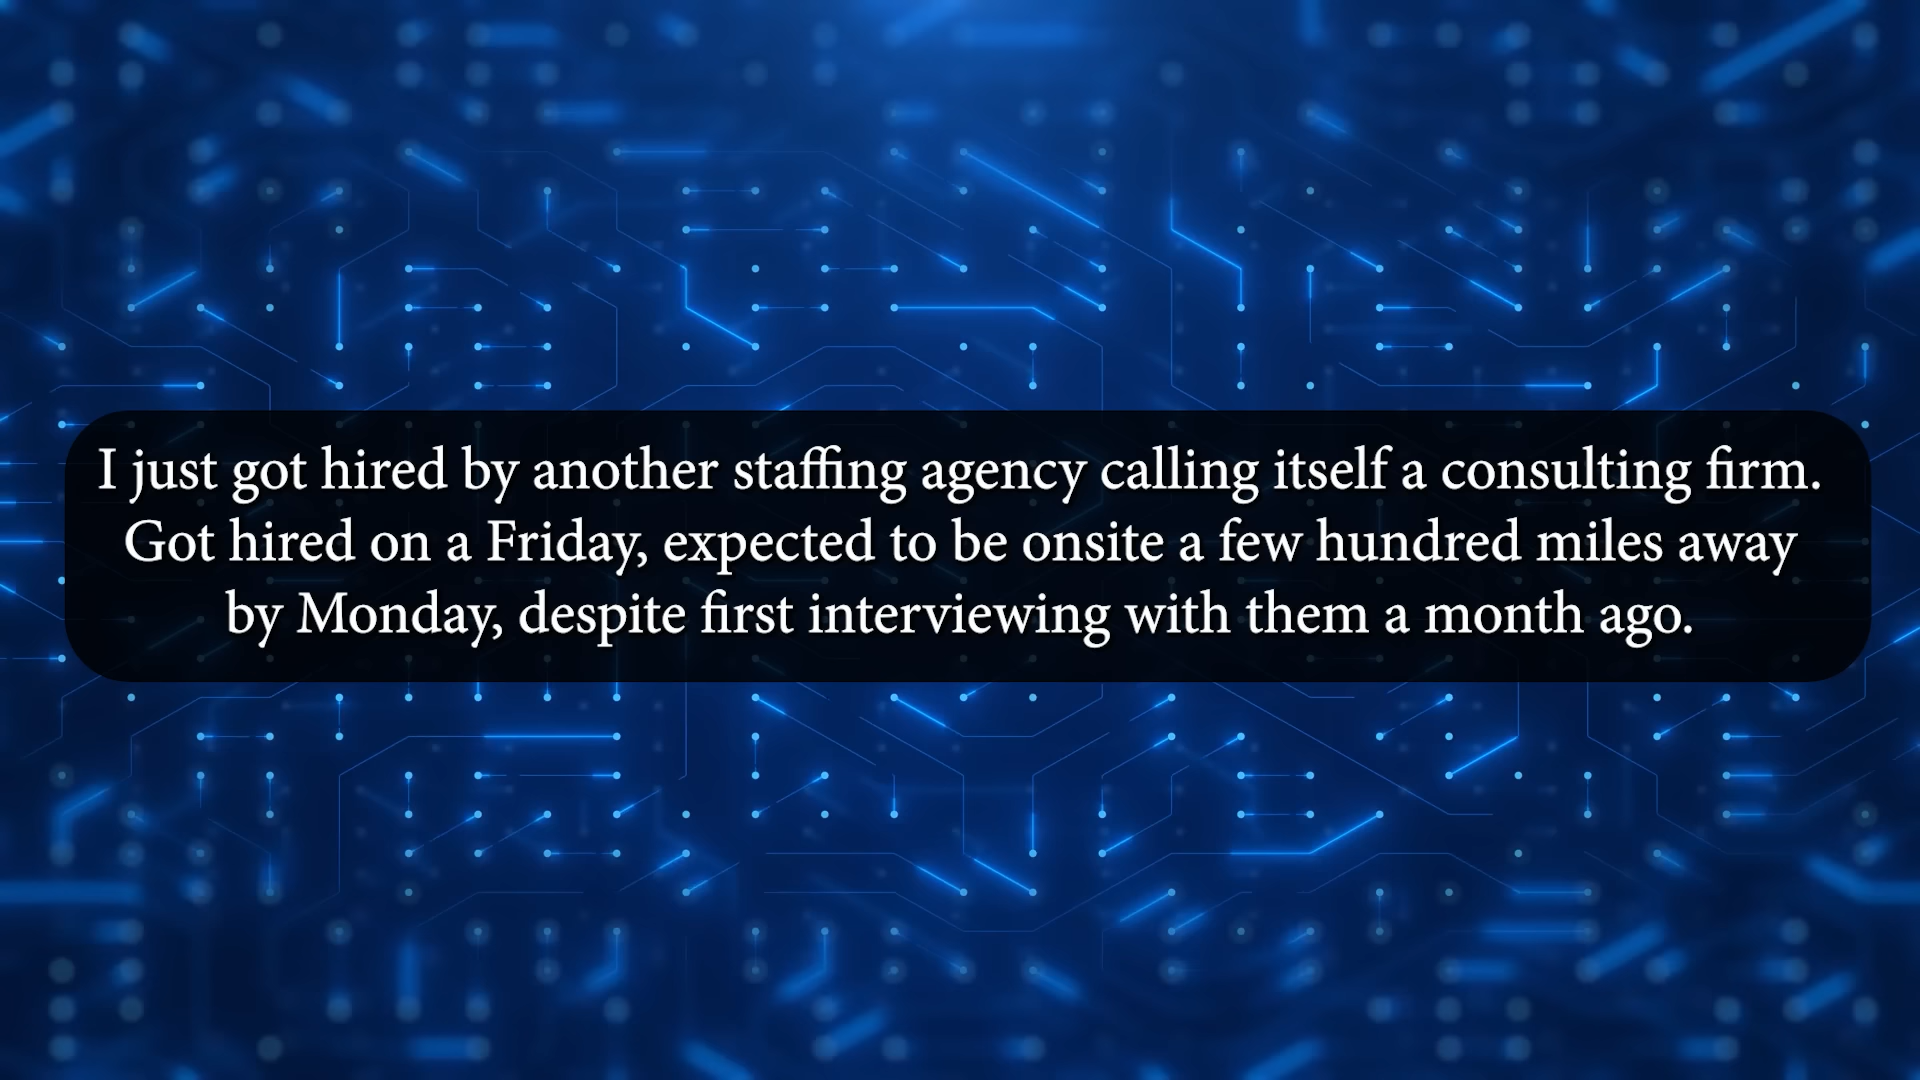 I just got hired by another staffing agency calling itself a consulting firm.
Got hired on a Friday, expected to be onsite a few hundred miles away
by Monday, despite first interviewing with them a month ago.